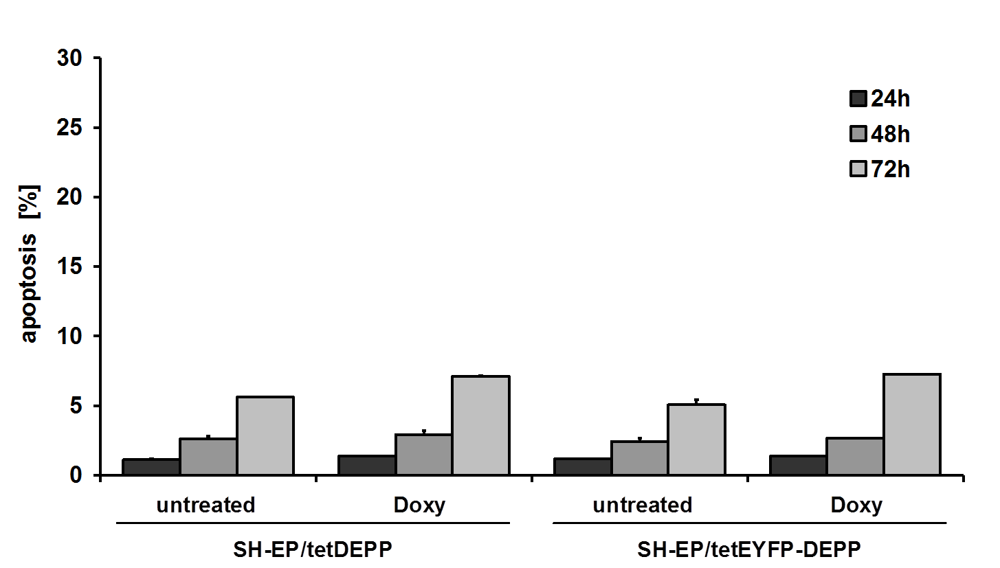 30
25
20
15
10
5
0
apoptosis [%]
24h
48h
72h
untreated
Doxy
untreated
Doxy
SH-EP/tetDEPP
SH-EP/tetEYFP-DEPP